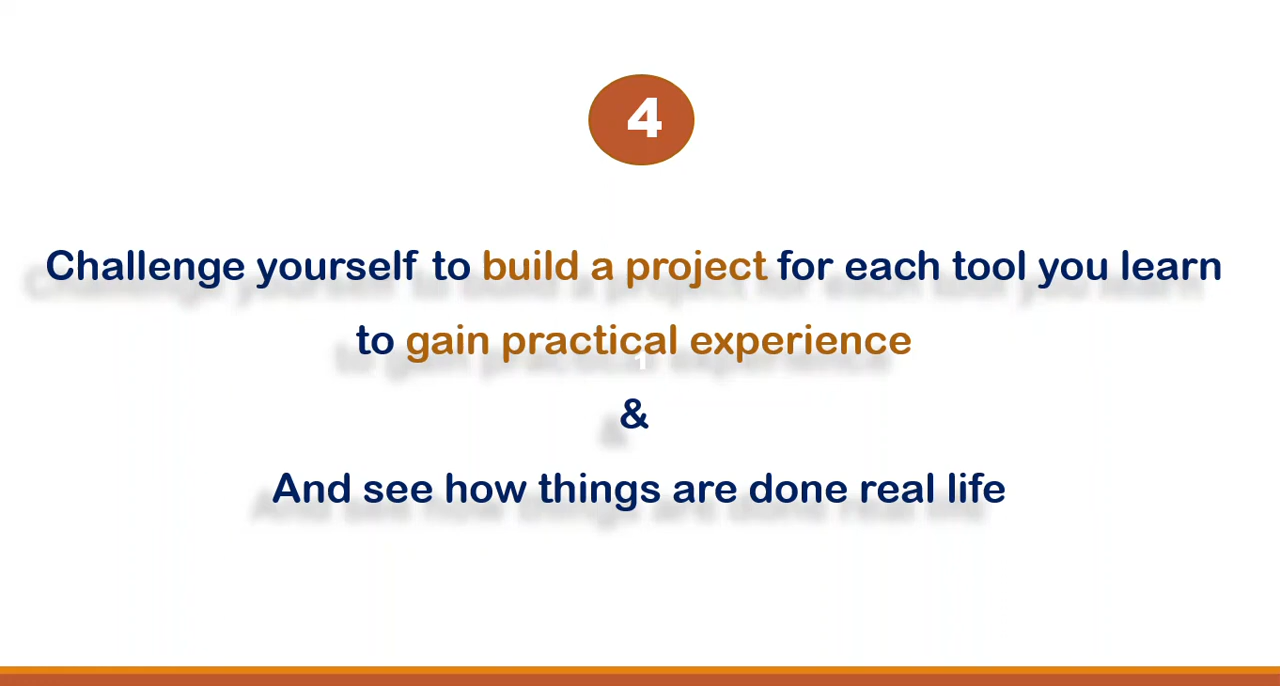 4
Challenge yourself to build a project for each tool you learn
to gain practical experience
1
&
And see how things are done real life